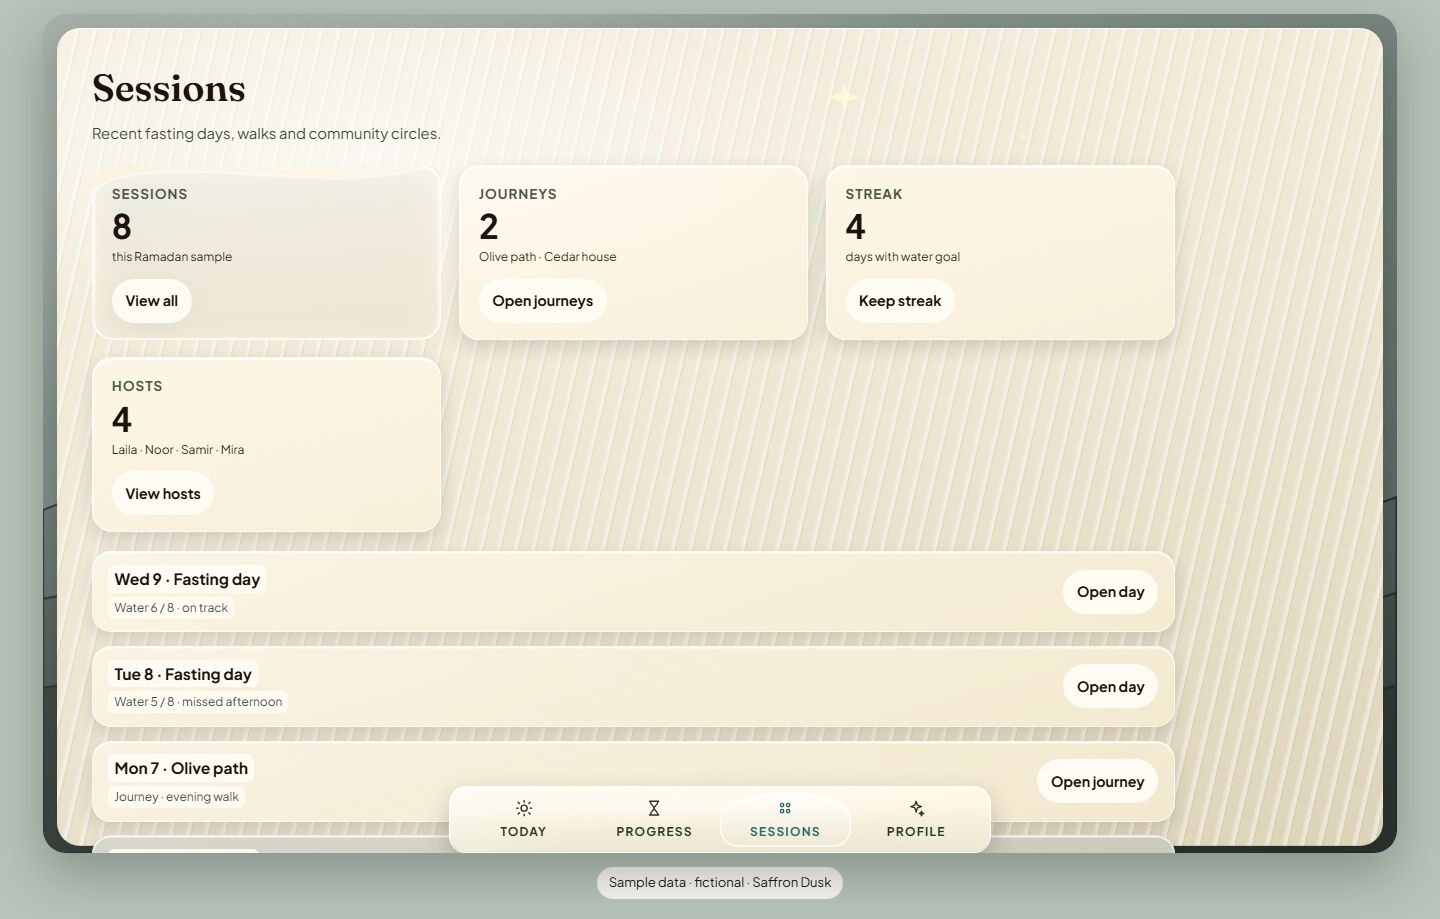 Sessions
Recent fasting days, walks and community circles.
SESSIONS
8
this Ramadan sample
View all
JOURNEYS
2
Olive path · Cedar house
Open journeys
STREAK
4
days with water goal
Keep streak
HOSTS
4
Laila · Noor · Samir · Mira
View hosts
Wed 9 · Fasting day
Water 6 / 8 · on track
Open day
Tue 8 · Fasting day
Water 5 / 8 · missed afternoon
Open day
Mon 7 · Olive path
Journey · evening walk
Open journey
TODAY
PROGRESS
SESSIONS
PROFILE
Sample data · fictional · Saffron Dusk